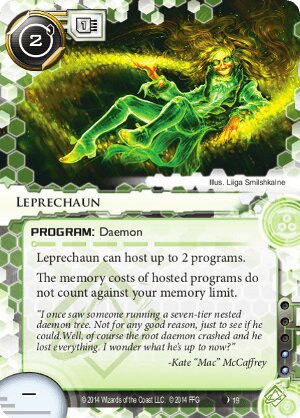 2
1
Illus. Liiga Smilshkalne
LEPRECHAUN
PROGRAM: Daemon
Leprechaun can host up to 2 programs.
The memory costs of hosted programs do
not count against your memory limit.
"I once saw someone running a seven-tier nested
daemon tree. Not for any good reason, just to see if he
could.Well, of course the root daemon crashed and he
lost everything. I wonder what he's up to now?"
-Kate "Mac" McCaffrey
–
©2014 Wizards of the Coast LLC. ©2014 FFG
19